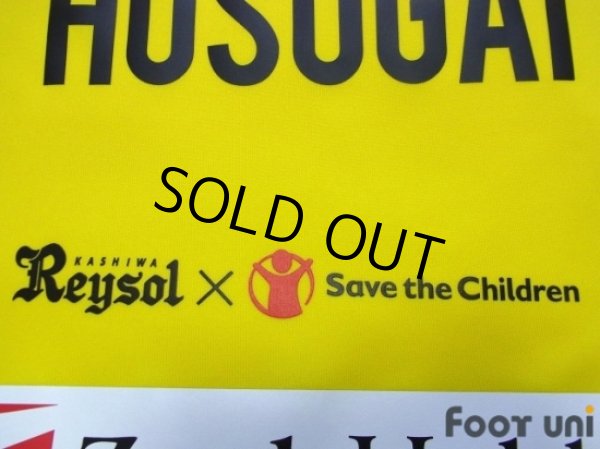 HOSOGAI
SOLD OUT
KASHIWA
Reysol × Save the Children
Foot uni